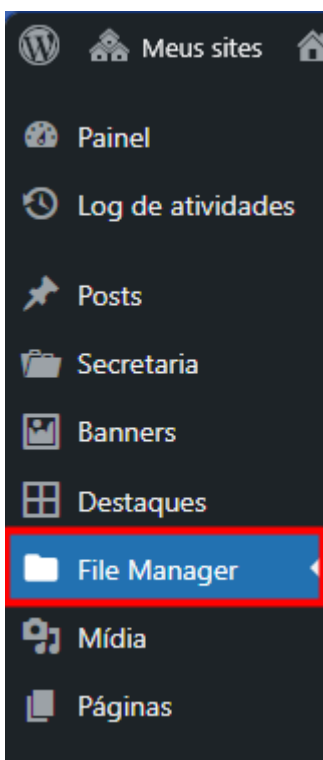 Meus sites
Painel
Log de atividades
Posts
Secretaria
Banners
Destaques
File Manager
Mídia
Páginas